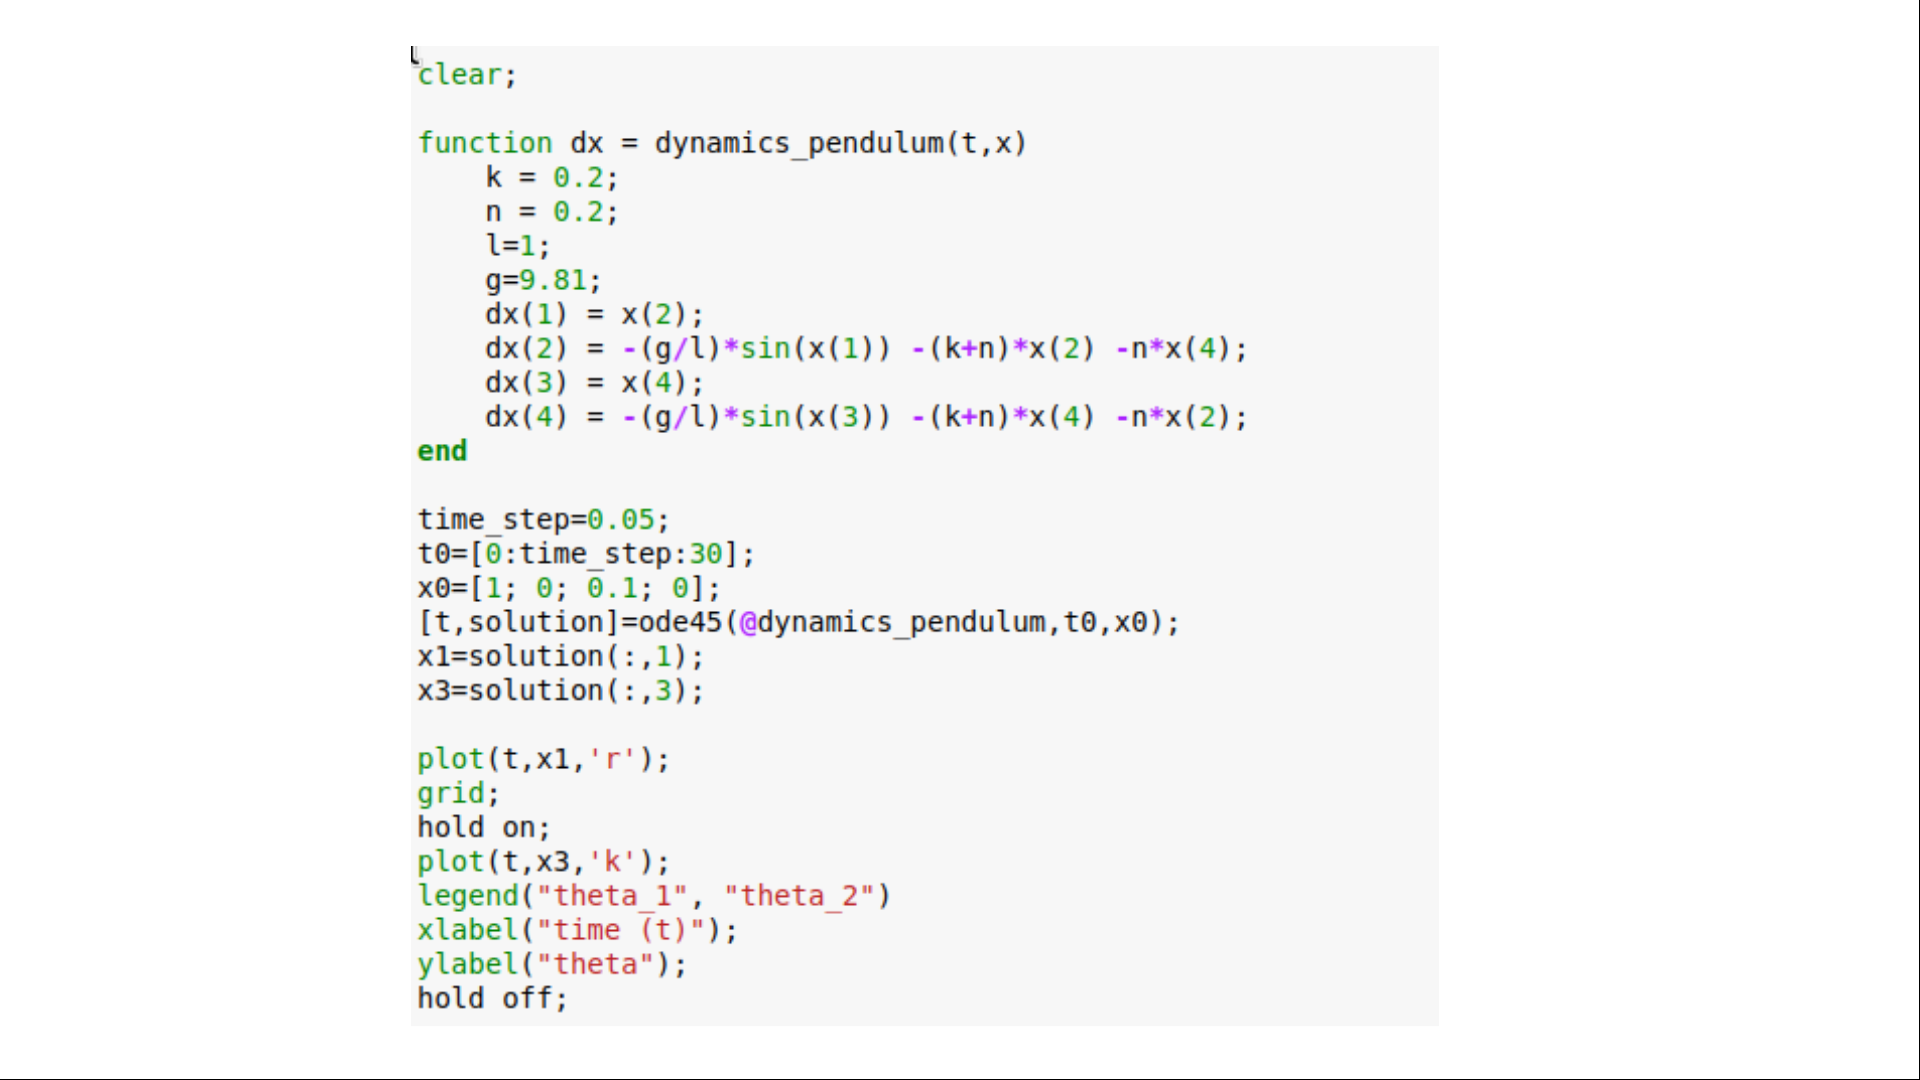 clear;
function dx = dynamics_pendulum(t,x)
    k = 0.2;
    n = 0.2;
    l=1;
    g=9.81;
    dx(1) = x(2);
    dx(2) = -(g/l)*sin(x(1)) -(k+n)*x(2) -n*x(4);
    dx(3) = x(4);
    dx(4) = -(g/l)*sin(x(3)) -(k+n)*x(4) -n*x(2);
end
time_step=0.05;
t0=[0:time_step:30];
x0=[1; 0; 0.1; 0];
[t,solution]=ode45(@dynamics_pendulum,t0,x0);
x1=solution(:,1);
x3=solution(:,3);
plot(t,x1,'r');
grid;
hold on;
plot(t,x3,'k');
legend("theta_1", "theta_2")
xlabel("time (t)");
ylabel("theta");
hold off;